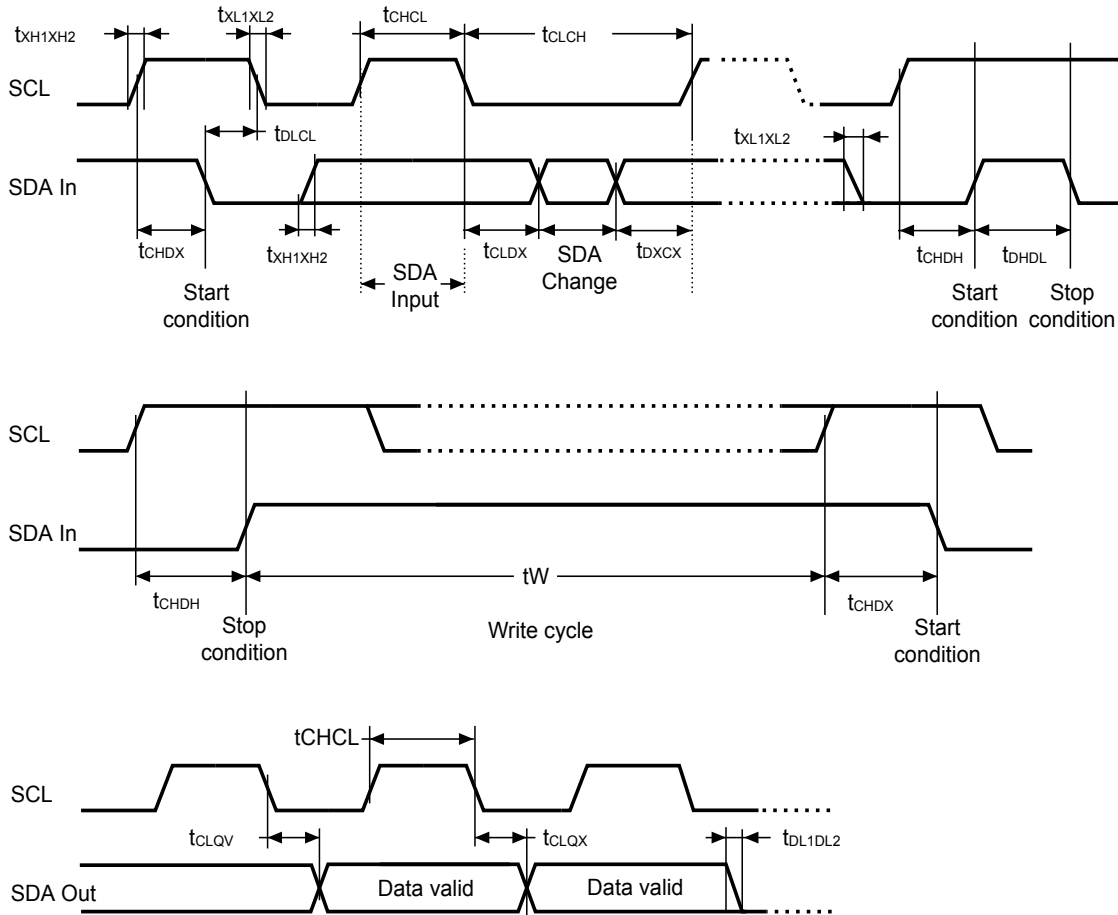 tXL1XL2
tCHCL
tXH1XH2
tCLCH
SCL
tDLCL
tXL1XL2
SDA In
tCHDX
tXH1XH2
tCLDX
SDA
Change
tDXCX
tCHDH
tDHDL
SDA
Input
Start
condition
Start
condition
Stop
condition
SCL
SDA In
tW
tCHDH
tCHDX
Stop
condition
Write cycle
Start
condition
tCHCL
SCL
tCLQV
tCLQX
tDL1DL2
SDA Out
Data valid
Data valid